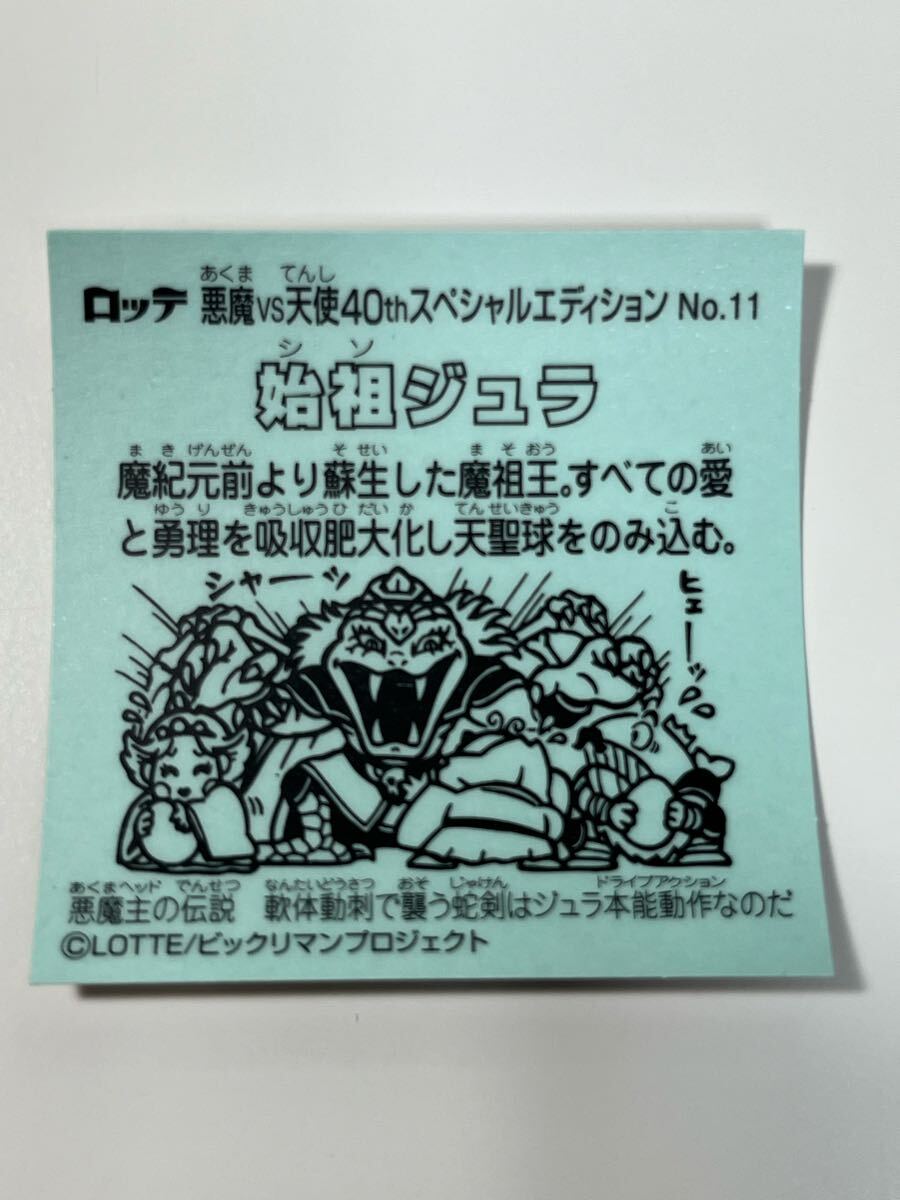 ロッテ 悪魔VS天使40thスペシャルエディション No.11
あくま てんし
始祖ジュラ
シソ
魔紀元前より蘇生した魔祖王。すべての愛
まきげんぜん そせい まそおう あい
と勇理を吸収肥大化し天聖球をのみ込む。
ゆうり きゅうしゅうひだいか てんせいきゅう こ
シャーッ
ヒェーッ
悪魔主の伝説 軟体動刺で襲う蛇剣はジュラ本能動作なのだ
あくまヘッド でんせつ なんたいどうさつ おそ じゃけん ドライブアクション
©LOTTE/ビックリマンプロジェクト